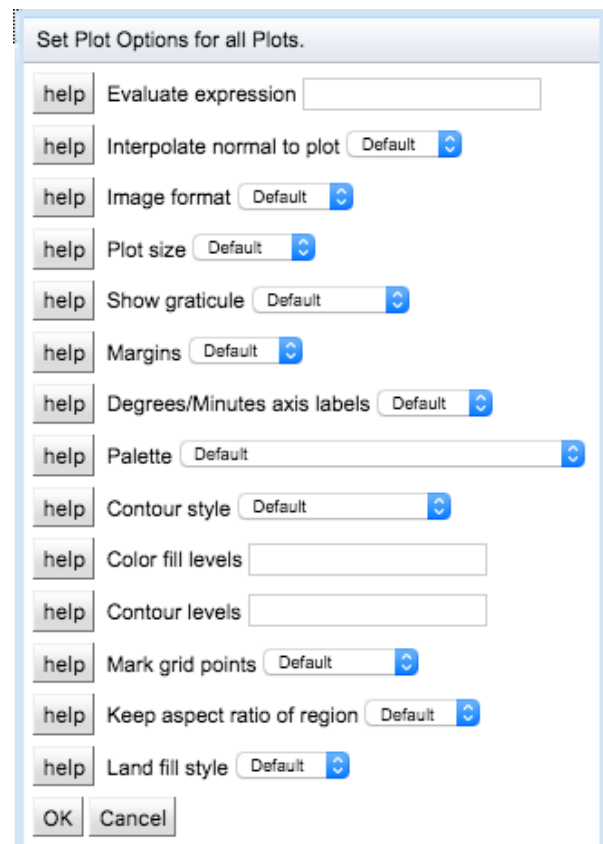 Set Plot Options for all Plots.
help Evaluate expression
help Interpolate normal to plot Default
help Image format Default
help Plot size Default
help Show graticule Default
help Margins Default
help Degrees/Minutes axis labels Default
help Palette Default
help Contour style Default
help Color fill levels
help Contour levels
help Mark grid points Default
help Keep aspect ratio of region Default
help Land fill style Default
OK Cancel